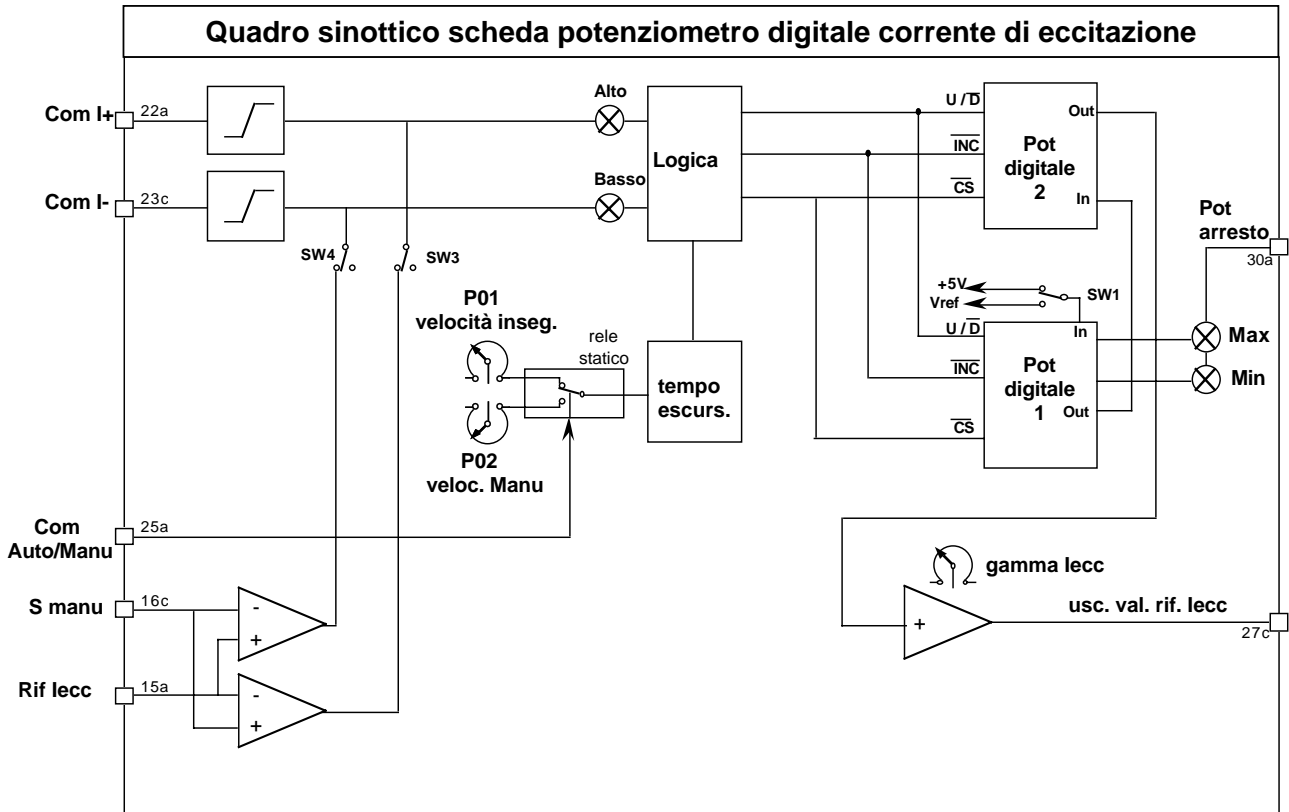 Quadro sinottico scheda potenziometro digitale corrente di eccitazione
Com I+
22a
Alto
Logica
U / D
INC
CS
Out
Pot
digitale
2
In
Com I-
23c
Basso
SW4
SW3
Pot
arresto
30a
+5V
Vref
SW1
U / D
INC
CS
In
Pot
digitale
1
Out
Max
Min
P01
velocità inseg.
rele
statico
tempo
escurs.
P02
veloc. Manu
Com
Auto/Manu
25a
S manu
16c
-
+
Rif Iecc
15a
-
+
gamma Iecc
+
usc. val. rif. Iecc
27c